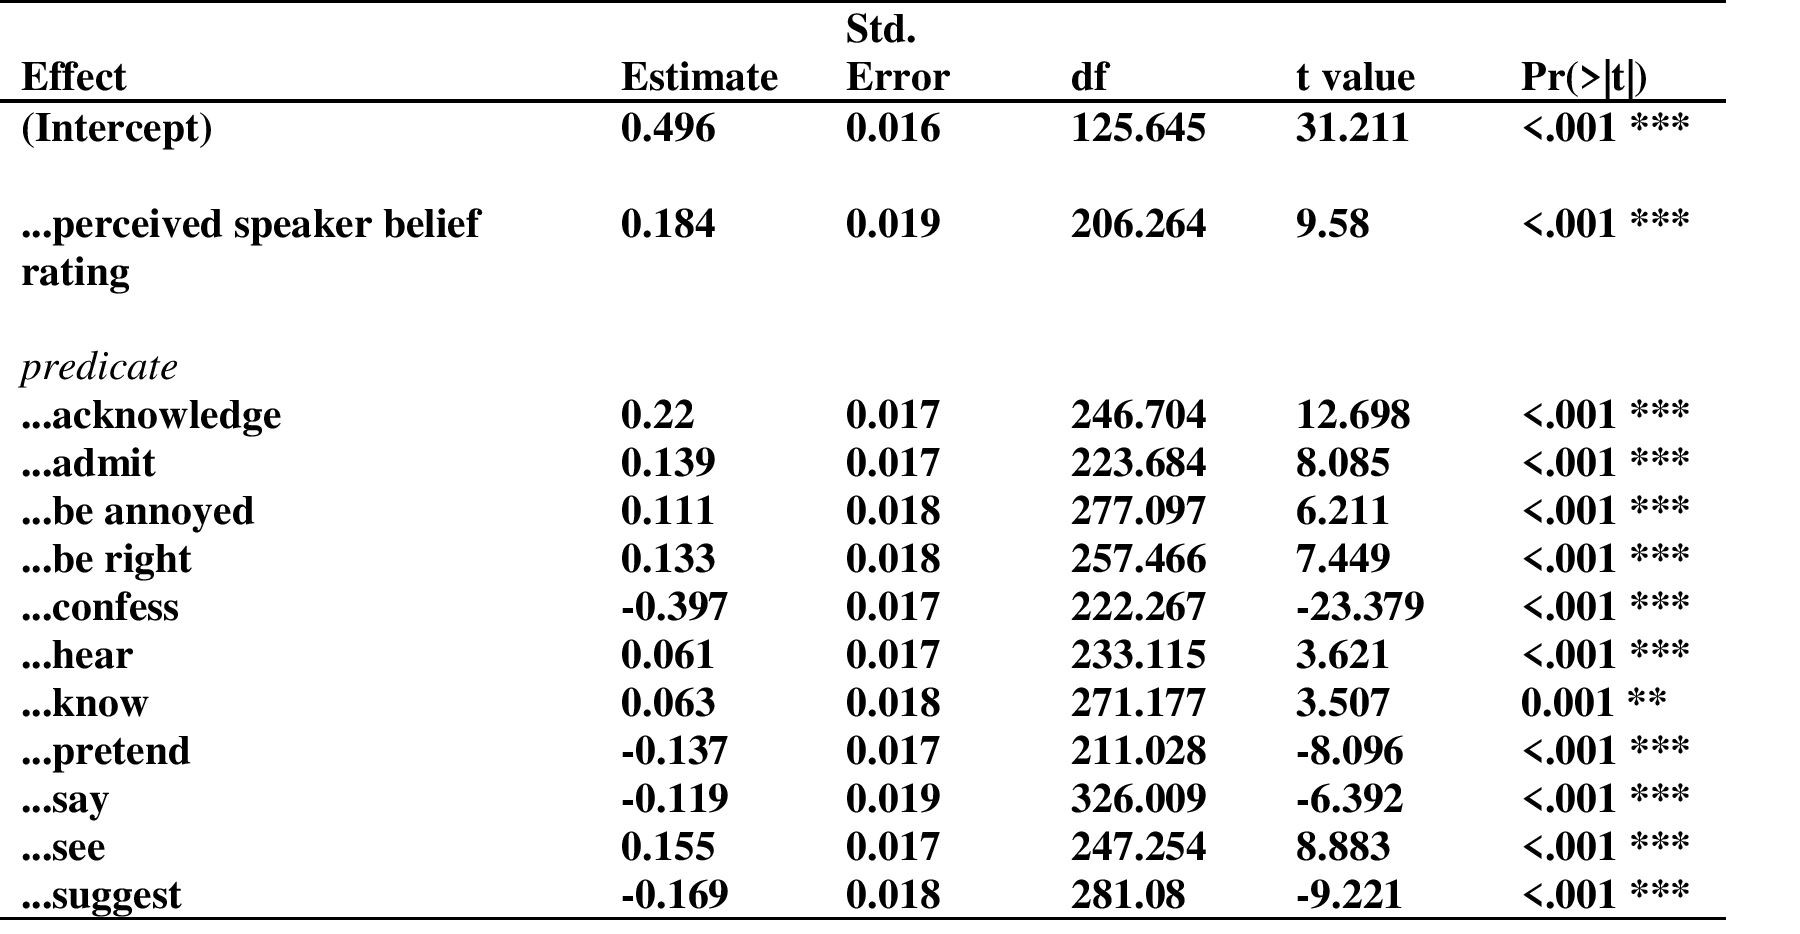 Std.
Effect Estimate Error df t value Pr(>|t|)
(Intercept) 0.496 0.016 125.645 31.211 <.001 ***
...perceived speaker belief 0.184 0.019 206.264 9.58 <.001 ***
rating
predicate
...acknowledge 0.22 0.017 246.704 12.698 <.001 ***
...admit 0.139 0.017 223.684 8.085 <.001 ***
...be annoyed 0.111 0.018 277.097 6.211 <.001 ***
...be right 0.133 0.018 257.466 7.449 <.001 ***
...confess -0.397 0.017 222.267 -23.379 <.001 ***
...hear 0.061 0.017 233.115 3.621 <.001 ***
...know 0.063 0.018 271.177 3.507 0.001 **
...pretend -0.137 0.017 211.028 -8.096 <.001 ***
...say -0.119 0.019 326.009 -6.392 <.001 ***
...see 0.155 0.017 247.254 8.883 <.001 ***
...suggest -0.169 0.018 281.08 -9.221 <.001 ***